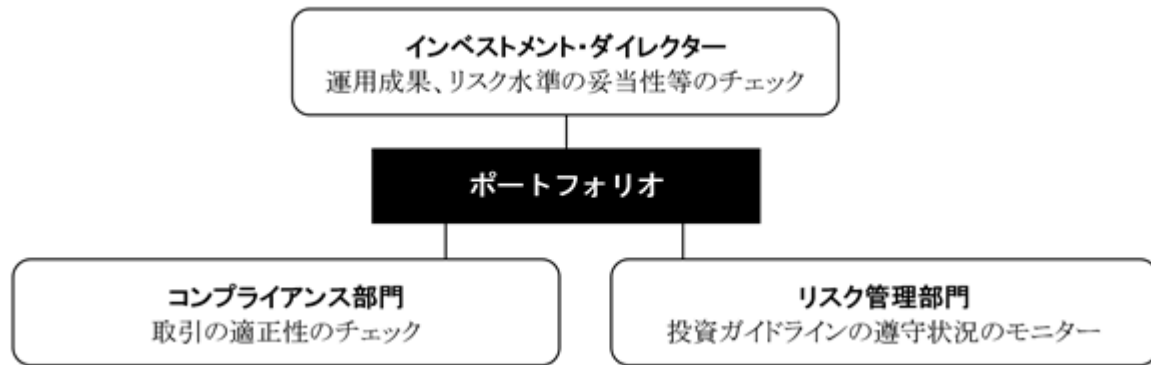 インベストメント・ダイレクター
運用成果、リスク水準の妥当性等のチェック
ポートフォリオ
コンプライアンス部門
取引の適正性のチェック
リスク管理部門
投資ガイドラインの遵守状況のモニター